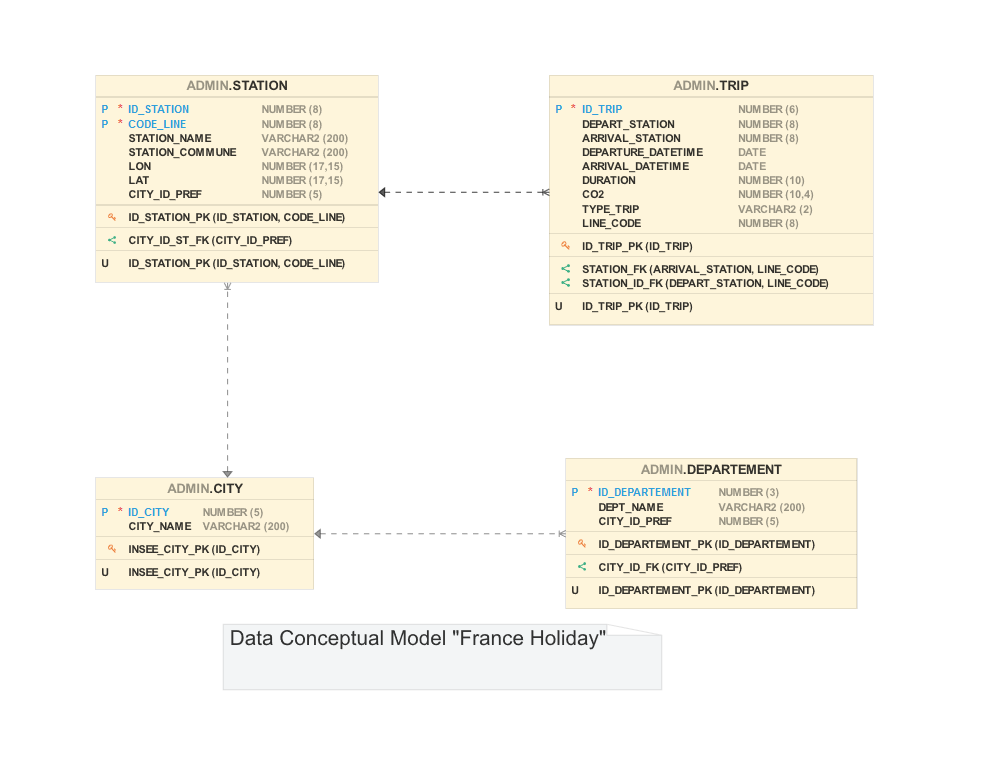 ADMIN.STATION
P * ID_STATION NUMBER (8)
P * CODE_LINE NUMBER (8)
STATION_NAME VARCHAR2 (200)
STATION_COMMUNE VARCHAR2 (200)
LON NUMBER (17,15)
LAT NUMBER (17,15)
CITY_ID_PREF NUMBER (5)
ID_STATION_PK (ID_STATION, CODE_LINE)
CITY_ID_ST_FK (CITY_ID_PREF)
U ID_STATION_PK (ID_STATION, CODE_LINE)
ADMIN.TRIP
P * ID_TRIP NUMBER (6)
DEPART_STATION NUMBER (8)
ARRIVAL_STATION NUMBER (8)
DEPARTURE_DATETIME DATE
ARRIVAL_DATETIME DATE
DURATION NUMBER (10)
CO2 NUMBER (10,4)
TYPE_TRIP VARCHAR2 (2)
LINE_CODE NUMBER (8)
ID_TRIP_PK (ID_TRIP)
STATION_FK (ARRIVAL_STATION, LINE_CODE)
STATION_ID_FK (DEPART_STATION, LINE_CODE)
U ID_TRIP_PK (ID_TRIP)
ADMIN.CITY
P * ID_CITY NUMBER (5)
CITY_NAME VARCHAR2 (200)
INSEE_CITY_PK (ID_CITY)
U INSEE_CITY_PK (ID_CITY)
ADMIN.DEPARTEMENT
P * ID_DEPARTEMENT NUMBER (3)
DEPT_NAME VARCHAR2 (200)
CITY_ID_PREF NUMBER (5)
ID_DEPARTEMENT_PK (ID_DEPARTEMENT)
CITY_ID_FK (CITY_ID_PREF)
U ID_DEPARTEMENT_PK (ID_DEPARTEMENT)
Data Conceptual Model "France Holiday"